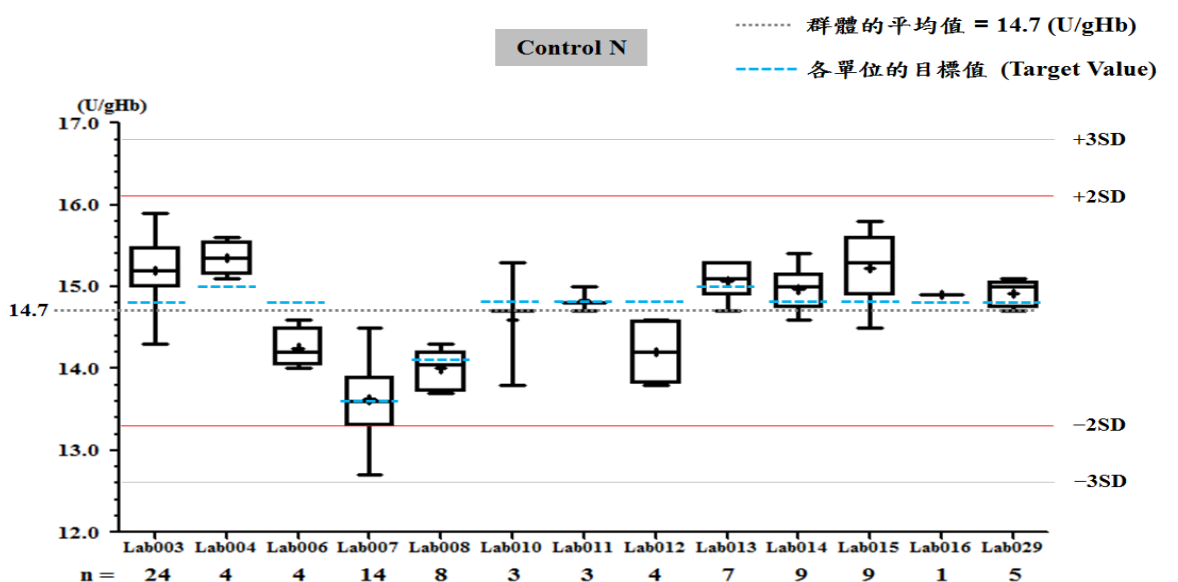 群體的平均值 = 14.7 (U/gHb)
Control N
各單位的目標值 (Target Value)
(U/gHb)
17.0
+3SD
+2SD
16.0
15.0
14.7
14.0
−2SD
13.0
−3SD
12.0
Lab003 Lab004 Lab006 Lab007 Lab008 Lab010 Lab011 Lab012 Lab013 Lab014 Lab015 Lab016 Lab029
n = 24 4 4 14 8 3 3 4 7 9 9 1 5